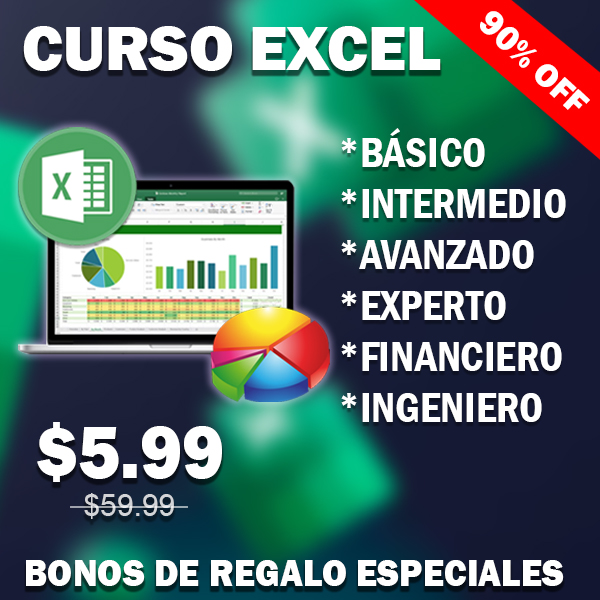 CURSO EXCEL
90% OFF
X
*BÁSICO
*INTERMEDIO
*AVANZADO
*EXPERTO
*FINANCIERO
*INGENIERO
$5.99
$59.99
BONOS DE REGALO ESPECIALES